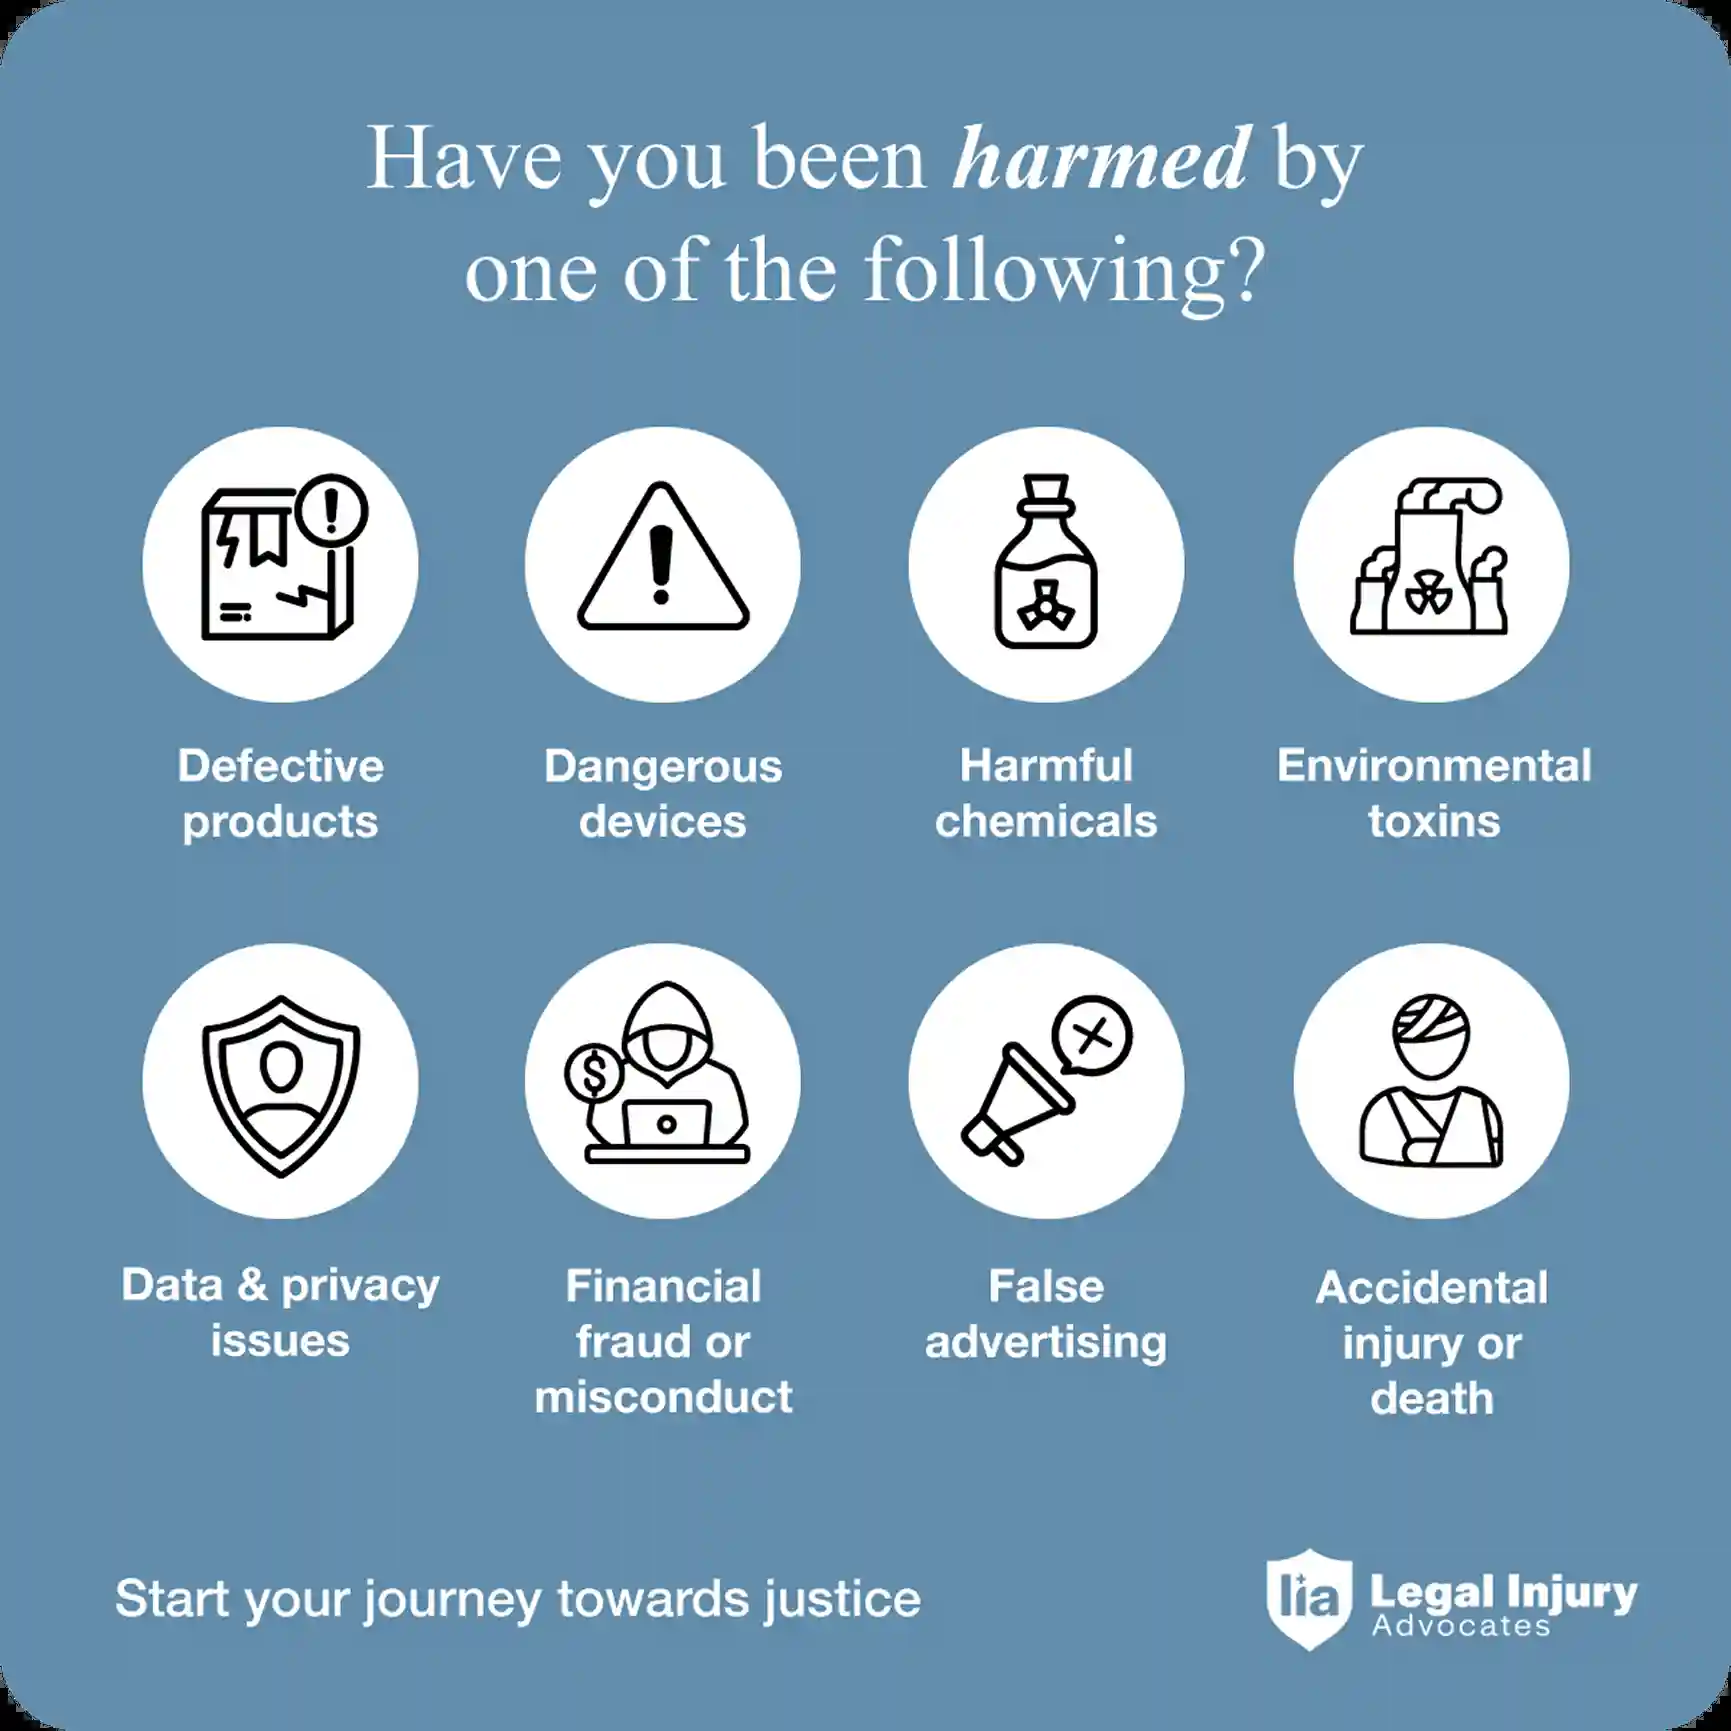 Have you been harmed by
one of the following?
Defective
products
Dangerous
devices
Harmful
chemicals
Environmental
toxins
Data & privacy
issues
$
Financial
fraud or
misconduct
False
advertising
Accidental
injury or
death
Start your journey towards justice
lia
Legal Injury
Advocates